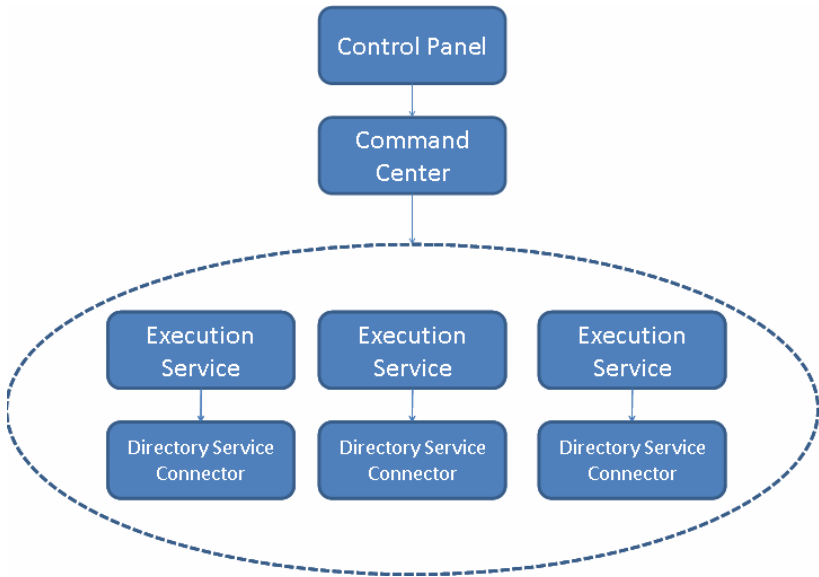 Control Panel
Command
Center
Execution
Service
Execution
Service
Execution
Service
Directory Service
Connector
Directory Service
Connector
Directory Service
Connector